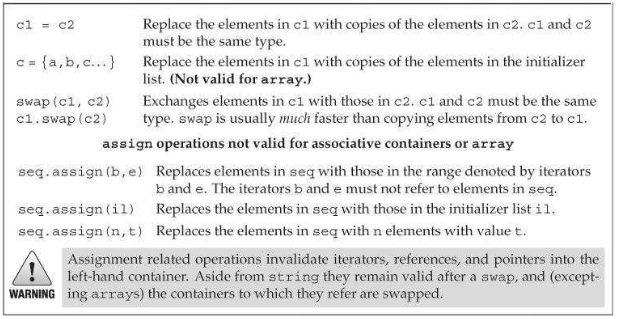 c1 = c2 Replace the elements in c1 with copies of the elements in c2. c1 and c2
must be the same type.
c = {a,b,c...} Replace the elements in c1 with copies of the elements in the initializer
list. (Not valid for array.)
swap(c1, c2) Exchanges elements in c1 with those in c2. c1 and c2 must be the same
c1.swap(c2) type. swap is usually much faster than copying elements from c2 to c1.
assign operations not valid for associative containers or array
seq.assign(b,e) Replaces elements in seq with those in the range denoted by iterators
b and e. The iterators b and e must not refer to elements in seq.
seq.assign(il) Replaces the elements in seq with those in the initializer list il.
seq.assign(n,t) Replaces the elements in seq with n elements with value t.
Assignment related operations invalidate iterators, references, and pointers into the
left-hand container. Aside from string they remain valid after a swap, and (except-
WARNING ing arrays) the containers to which they refer are swapped.